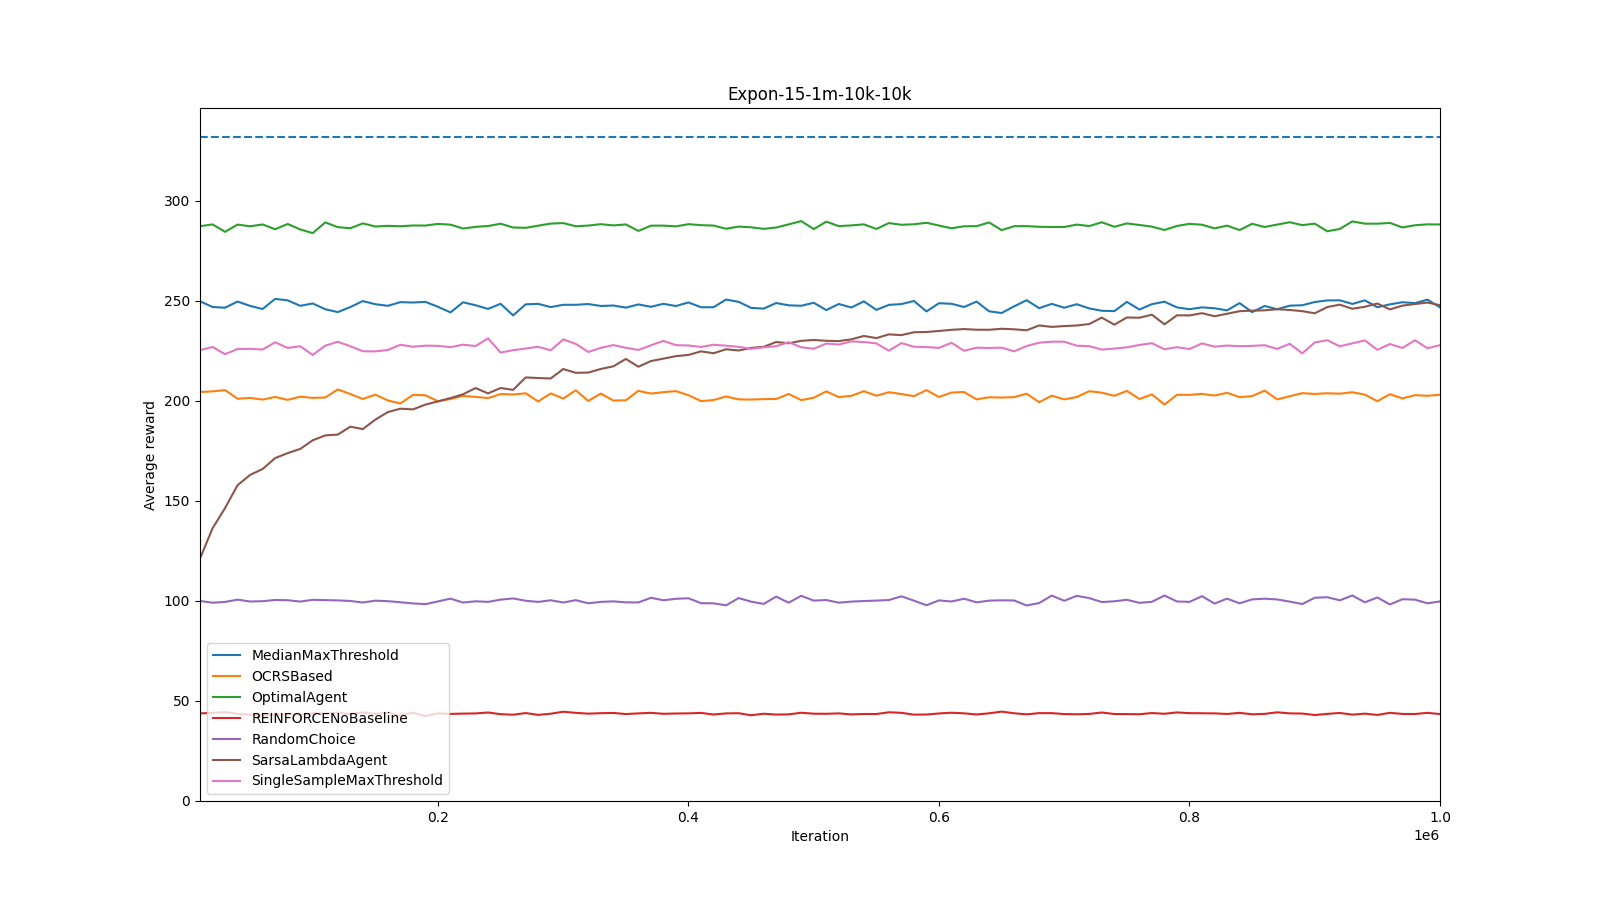 Expon-15-1m-10k-10k
Average reward
300
250
200
150
100
50
0
MedianMaxThreshold
OCRSBased
OptimalAgent
REINFORCENoBaseline
RandomChoice
SarsaLambdaAgent
SingleSampleMaxThreshold
0.2 0.4 0.6 0.8 1.0
Iteration
1e6